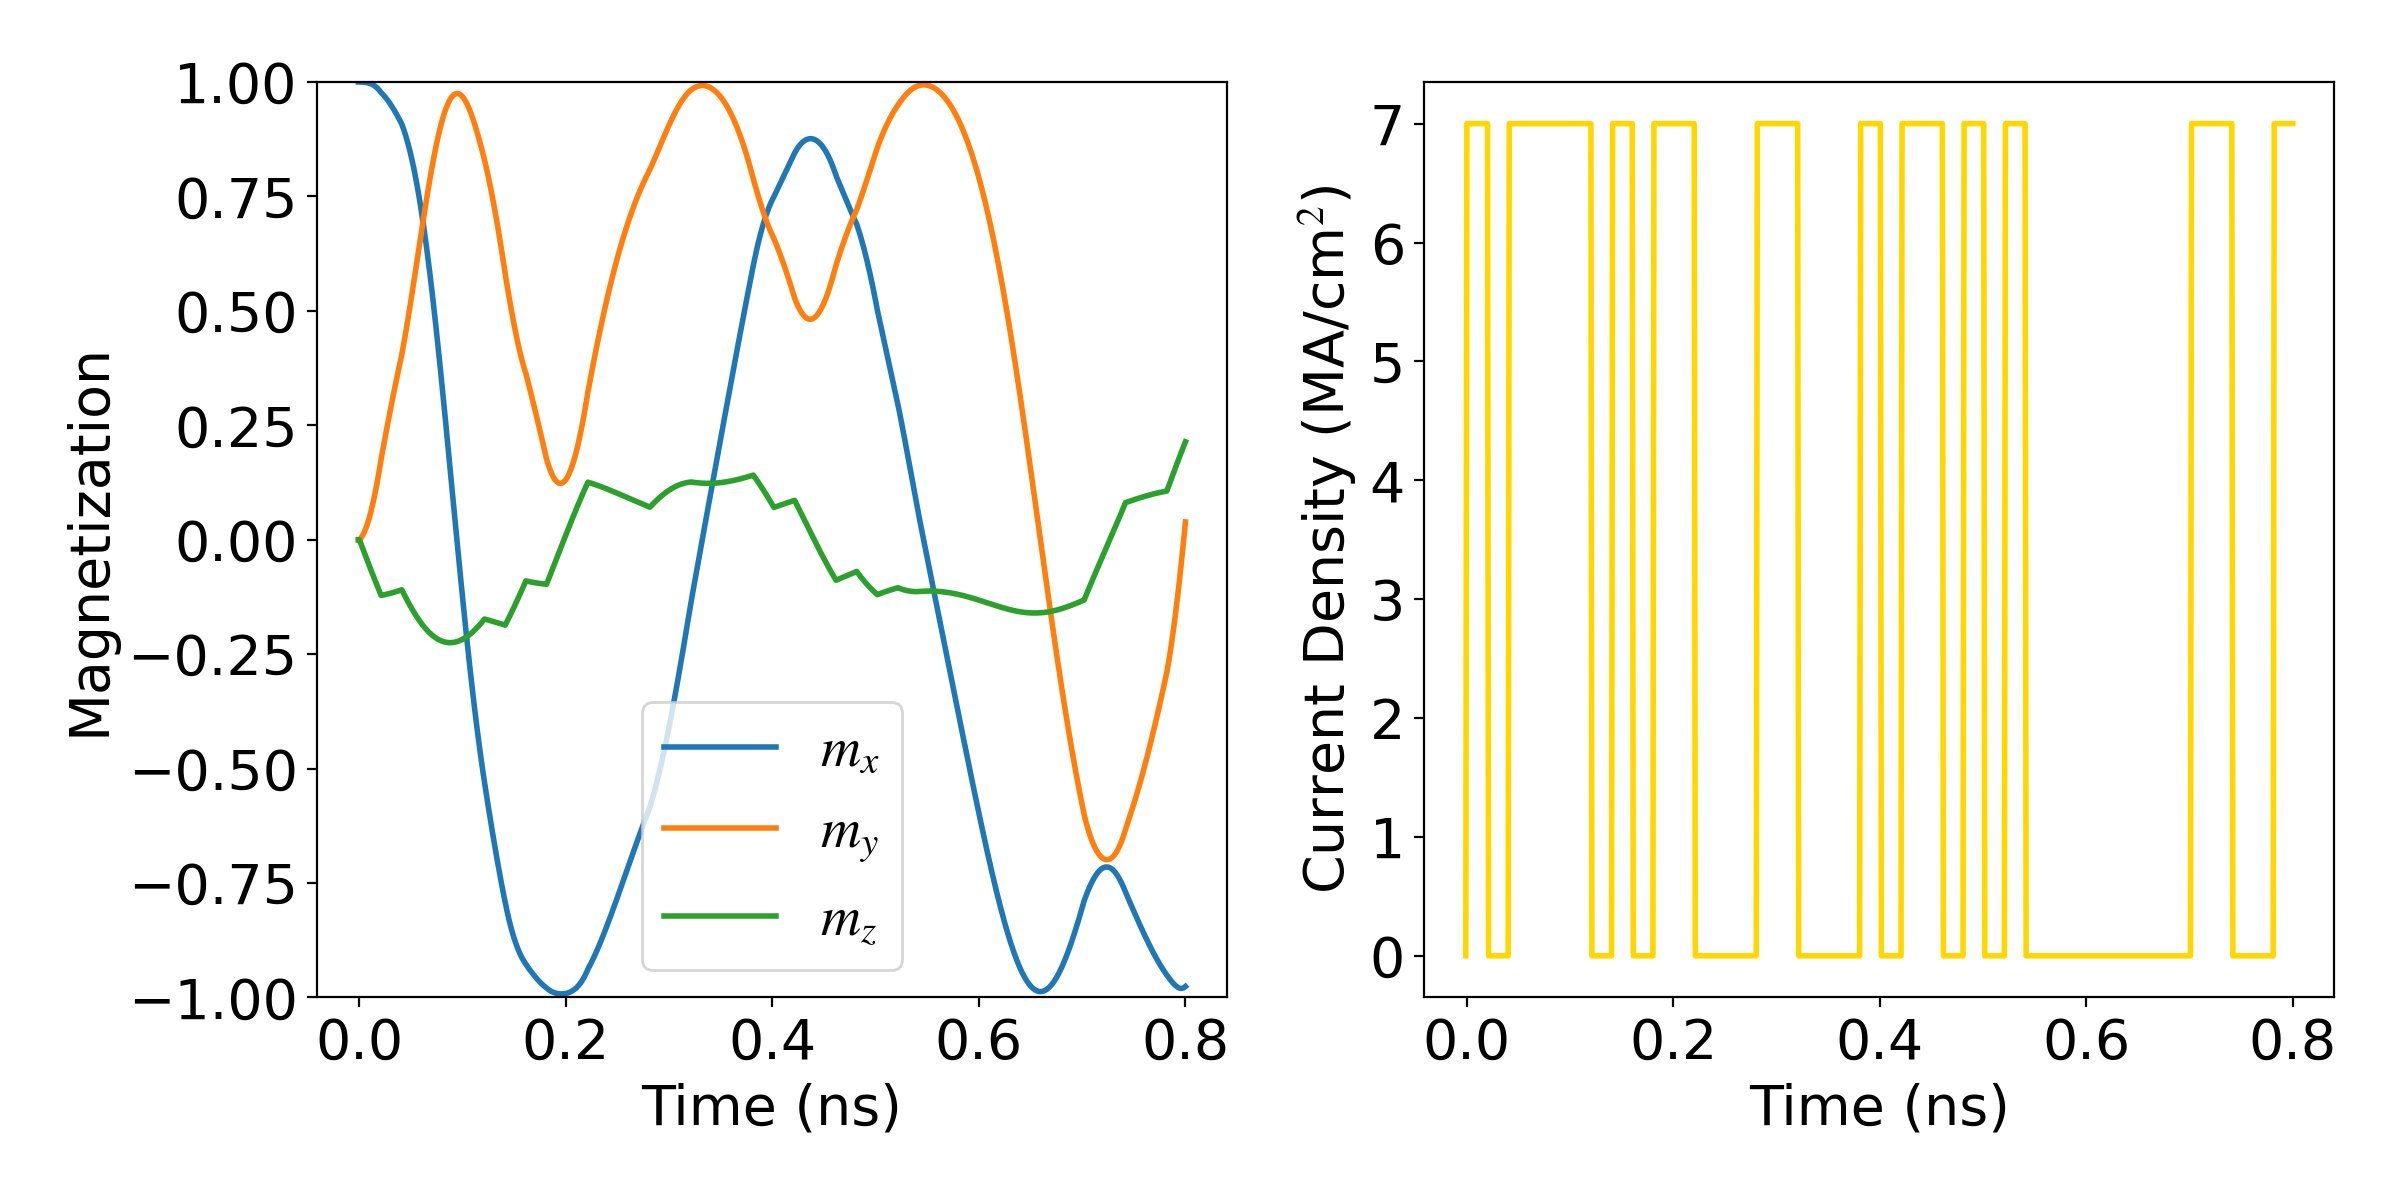 1.00
0.75
0.50
0.25
0.00
−0.25
−0.50
−0.75
−1.00
Magnetization
0.0 0.2 0.4 0.6 0.8
Time (ns)
m_x
m_y
m_z
7
6
5
4
3
2
1
0
Current Density (MA/cm²)
0.0 0.2 0.4 0.6 0.8
Time (ns)